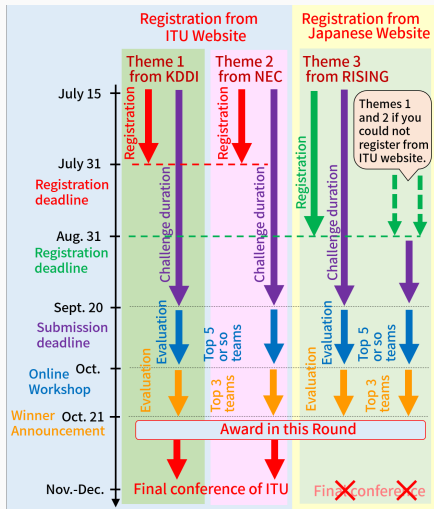 Registration from
ITU Website
Registration from
Japanese Website
Theme 1
from KDDI
Theme 2
from NEC
Theme 3
from RISING
July 15
Registration
Registration
Themes 1
and 2 if you
could not
register from
ITU website.
July 31
Registration
deadline
Challenge duration
Challenge duration
Registration
Challenge duration
Aug. 31
Registration
deadline
Sept. 20
Submission
deadline
Evaluation
Top 5
or so
teams
Evaluation
Top 5
or so
teams
Oct.
Online
Workshop
Evaluation
Top 3
teams
Evaluation
Top 3
teams
Winner
Announcement
Oct. 21
Award in this Round
Nov.-Dec.
Final conference of ITU
Final conference